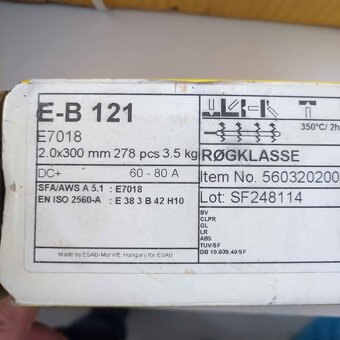 E-B 121
E7018
2.0x300 mm 278 pcs 3.5 kg
DC+ 60 - 80 A
SFA/AWS A 5.1 : E7018
EN ISO 2560-A : E 38 3 B 42 H10
Made by ESAB-Mor Kft, Hungary for ESAB
350°C/ 2h
RØGKLASSE
Item No. 560320200
Lot: SF248114
BV
CLPR
GL
LR
ABS
TUV/SF
DB 10.039.40/SF